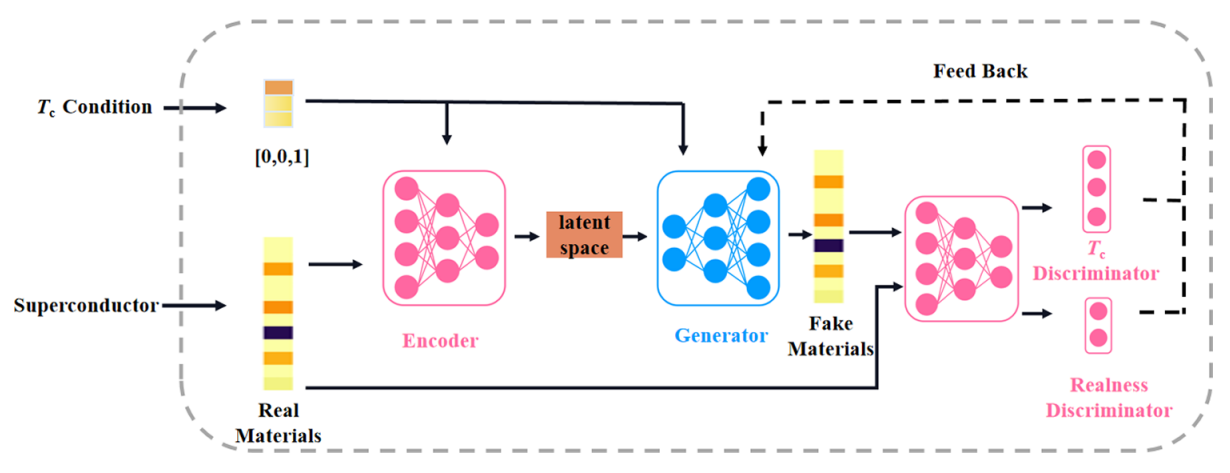 Feed Back
Tc Condition
[0,0,1]
latent
space
Tc
Discriminator
Superconductor
Encoder
Generator
Fake
Materials
Realness
Discriminator
Real
Materials